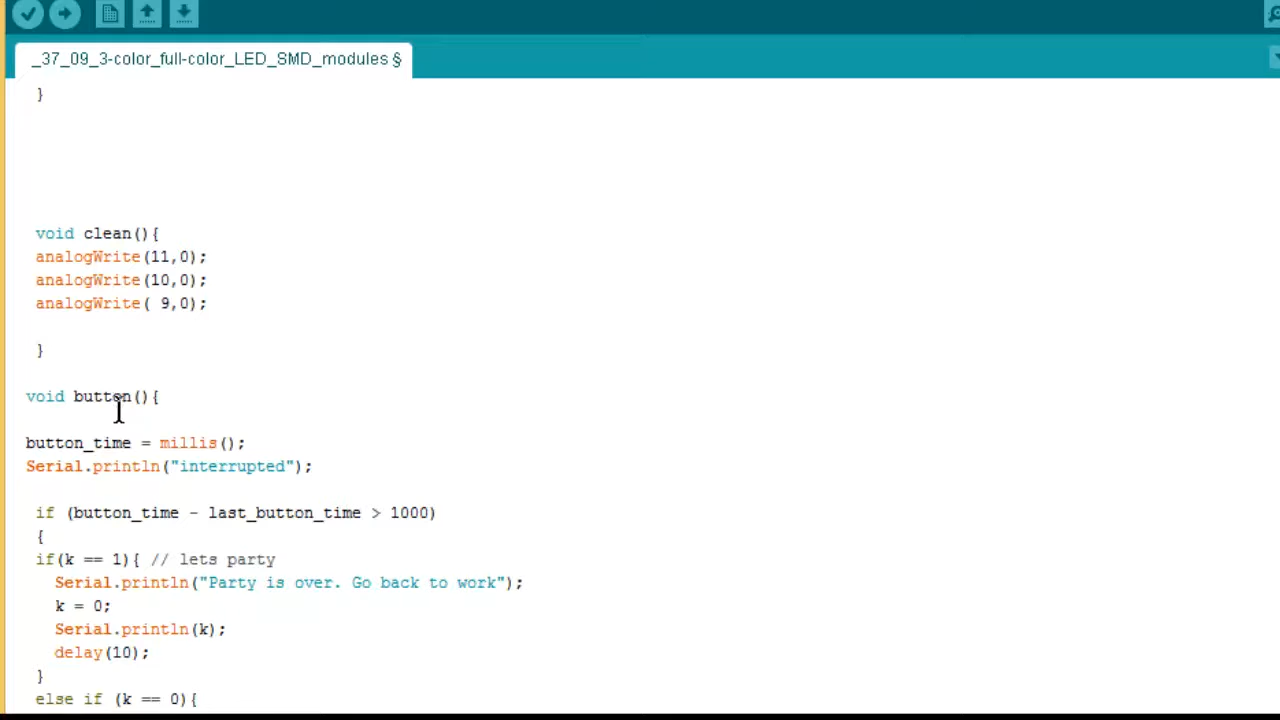 _37_09_3-color_full-color_LED_SMD_modules §
}
void clean(){
analogWrite(11,0);
analogWrite(10,0);
analogWrite( 9,0);
}
void button(){
button_time = millis();
Serial.println("interrupted");
if (button_time - last_button_time > 1000)
{
if(k == 1){ // lets party
Serial.println("Party is over. Go back to work");
k = 0;
Serial.println(k);
delay(10);
}
else if (k == 0){